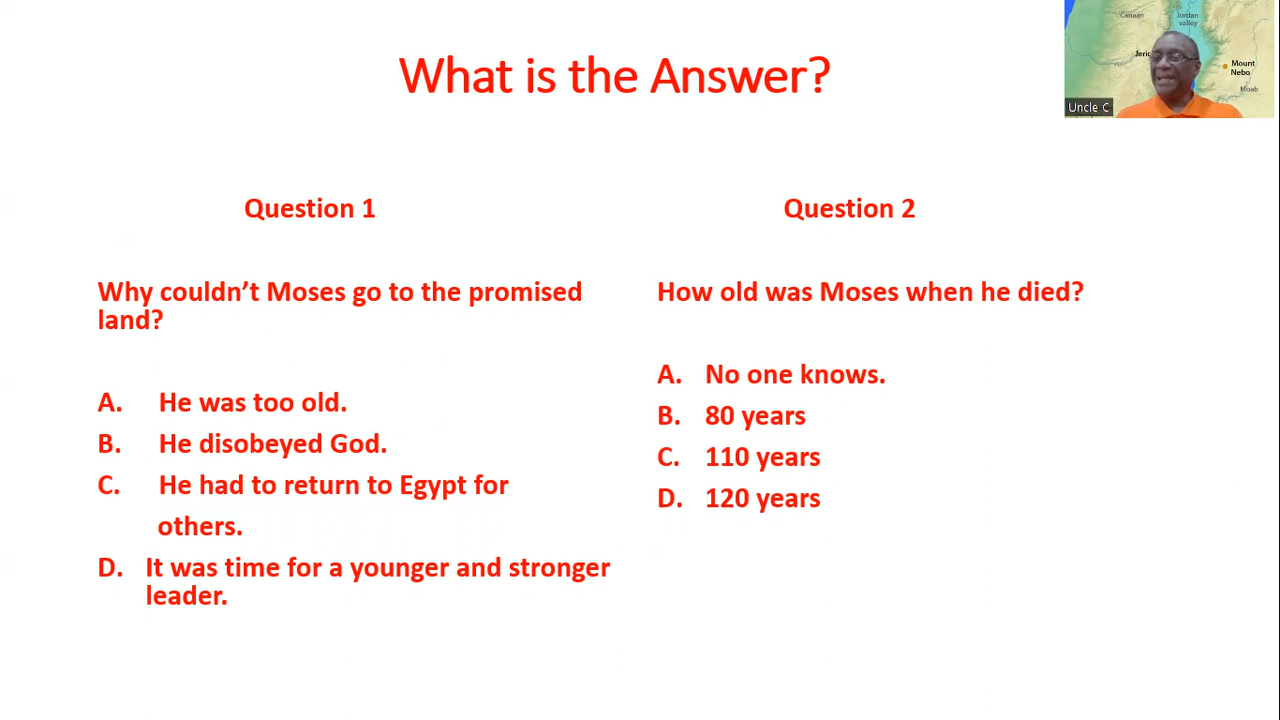 What is the Answer?
Canaan
Jordan
valley
Jeric
Mount
Nebo
Moab
Uncle C
Question 1
Why couldn’t Moses go to the promised
land?
A. He was too old.
B. He disobeyed God.
C. He had to return to Egypt for
others.
D. It was time for a younger and stronger
leader.
Question 2
How old was Moses when he died?
A. No one knows.
B. 80 years
C. 110 years
D. 120 years